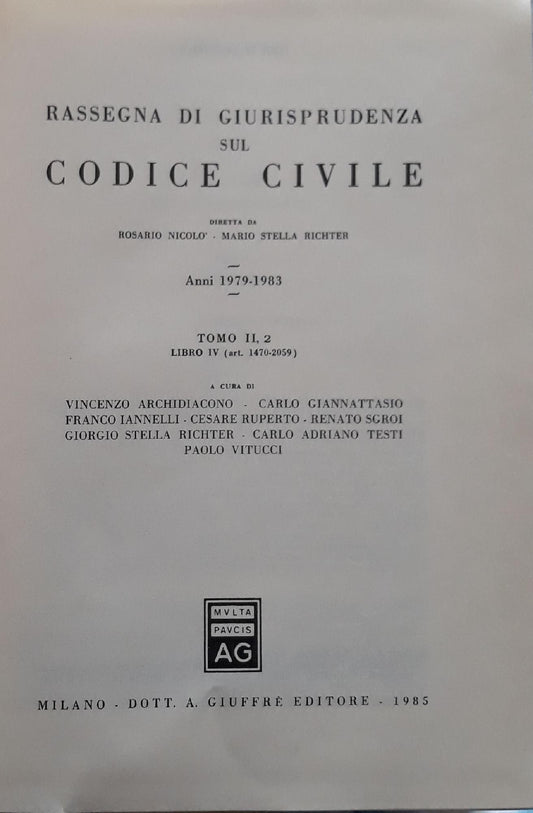 RASSEGNA DI GIURISPRUDENZA
SUL
CODICE CIVILE
DIRETTA DA
ROSARIO NICOLO' - MARIO STELLA RICHTER
Anni 1979-1983
TOMO II, 2
LIBRO IV (art. 1470-2059)
A CURA DI
VINCENZO ARCHIDIACONO - CARLO GIANNATTASIO
FRANCO IANNELLI - CESARE RUPERTO - RENATO SGROI
GIORGIO STELLA RICHTER - CARLO ADRIANO TESTI
PAOLO VITUCCI
MVLTA
PAVCIS
AG
MILANO - DOTT. A. GIUFFRÈ EDITORE - 1985